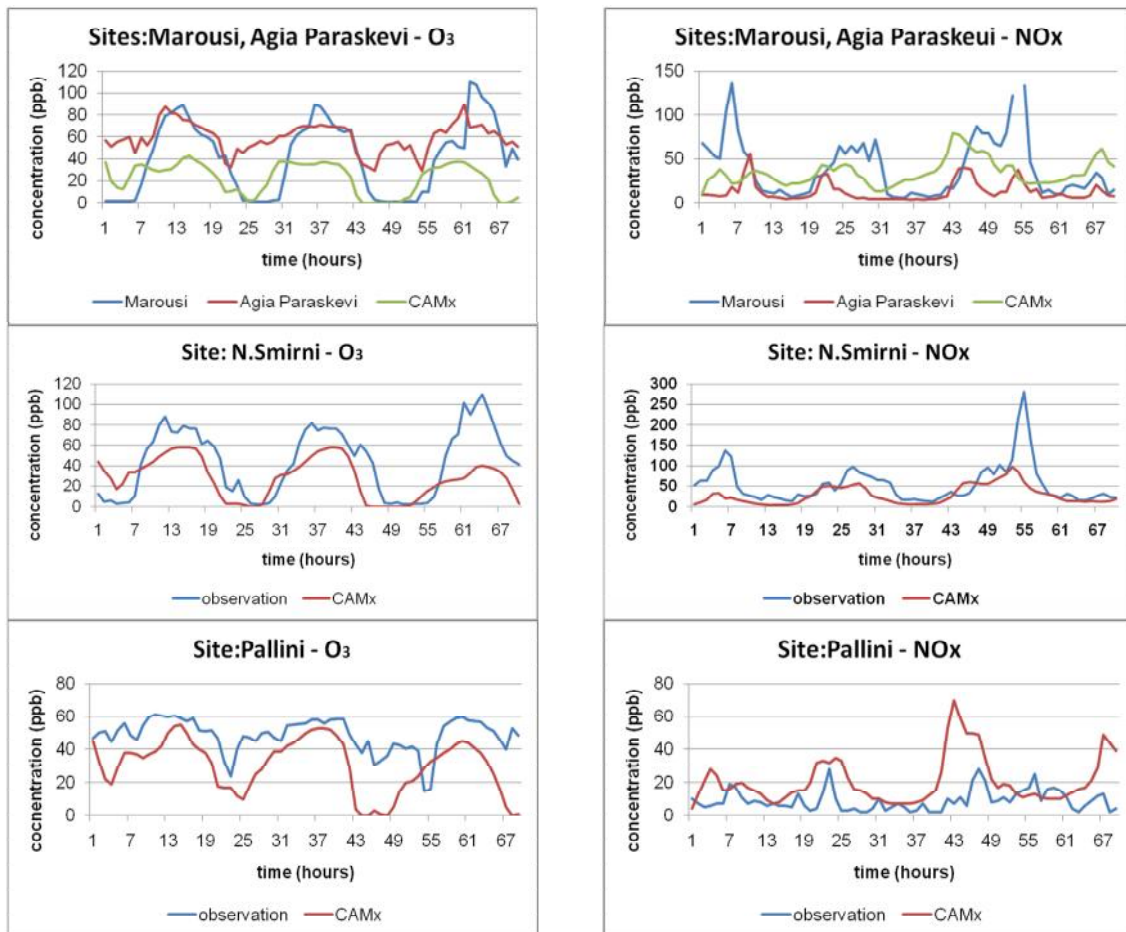 Sites:Marousi, Agia Paraskevi - O₃
concentration (ppb)
120
100
80
60
40
20
0
1 7 13 19 25 31 37 43 49 55 61 67
time (hours)
Marousi Agia Paraskevi CAMx
Sites:Marousi, Agia Paraskeui - NOx
concentration (ppb)
150
100
50
0
1 7 13 19 25 31 37 43 49 55 61 67
time (hours)
Marousi Agia Paraskevi CAMx
Site: N.Smirni - O₃
concentration (ppb)
120
100
80
60
40
20
0
1 7 13 19 25 31 37 43 49 55 61 67
time (hours)
observation CAMx
Site: N.Smirni - NOx
concentration (ppb)
300
250
200
150
100
50
0
1 7 13 19 25 31 37 43 49 55 61 67
time (hours)
observation CAMx
Site:Pallini - O₃
cocnentration (ppb)
80
60
40
20
0
1 7 13 19 25 31 37 43 49 55 61 67
time (hours)
observation CAMx
Site:Pallini - NOx
concentration (ppb)
80
60
40
20
0
1 7 13 19 25 31 37 43 49 55 61 67
time (hours)
observation CAMx